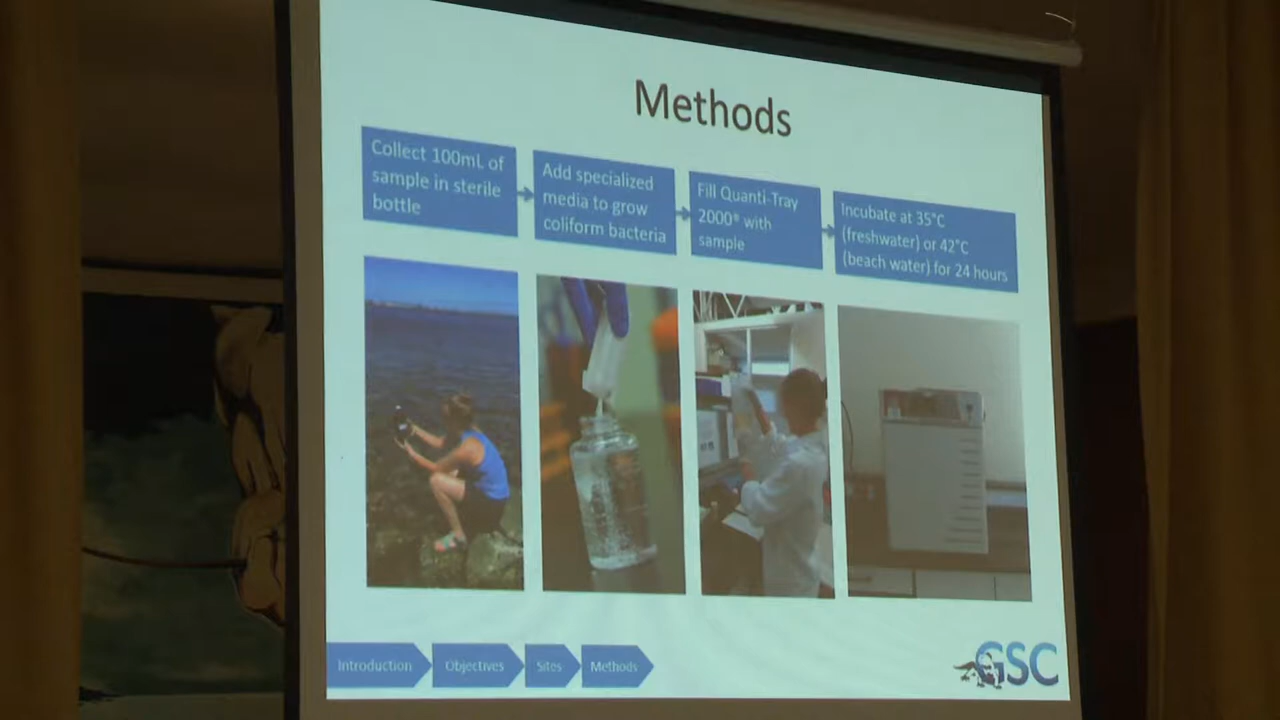 Methods
Collect 100mL of
sample in sterile
bottle
Add specialized
media to grow
coliform bacteria
Fill Quanti-Tray
2000® with
sample
Incubate at 35°C
(freshwater) or 42°C
(beach water) for 24 hours
Introduction
Objectives
Sites
Methods
GSC